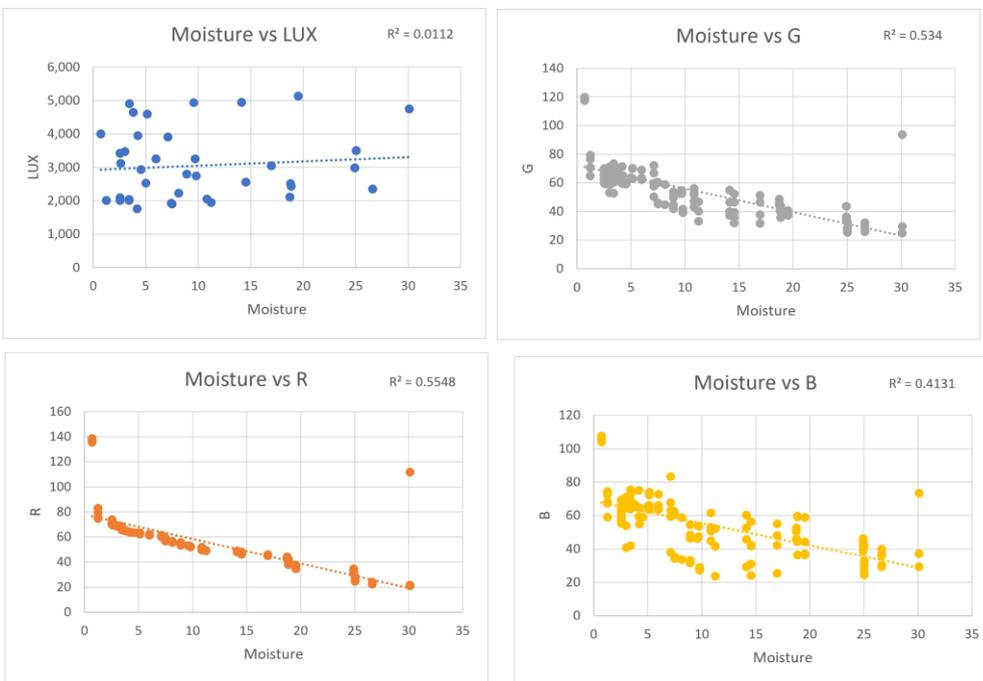 Moisture vs LUX
R² = 0.0112
6,000
5,000
4,000
3,000
2,000
1,000
0
LUX
0 5 10 15 20 25 30 35
Moisture
Moisture vs G
R² = 0.534
140
120
100
80
60
40
20
0
G
0 5 10 15 20 25 30 35
Moisture
Moisture vs R
R² = 0.5548
160
140
120
100
80
60
40
20
0
R
0 5 10 15 20 25 30 35
Moisture
Moisture vs B
R² = 0.4131
120
100
80
60
40
20
0
B
0 5 10 15 20 25 30 35
Moisture